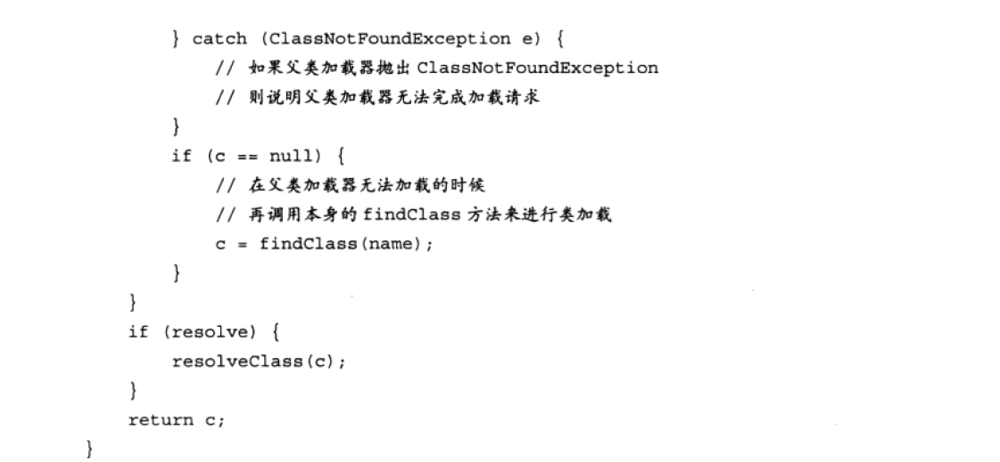 } catch (ClassNotFoundException e) {
// 如果父类加载器抛出 ClassNotFoundException
// 则说明父类加载器无法完成加载请求
}
if (c == null) {
// 在父类加载器无法加载的时候
// 再调用本身的 findClass 方法来进行类加载
c = findClass(name);
}
}
if (resolve) {
resolveClass(c);
}
return c;
}